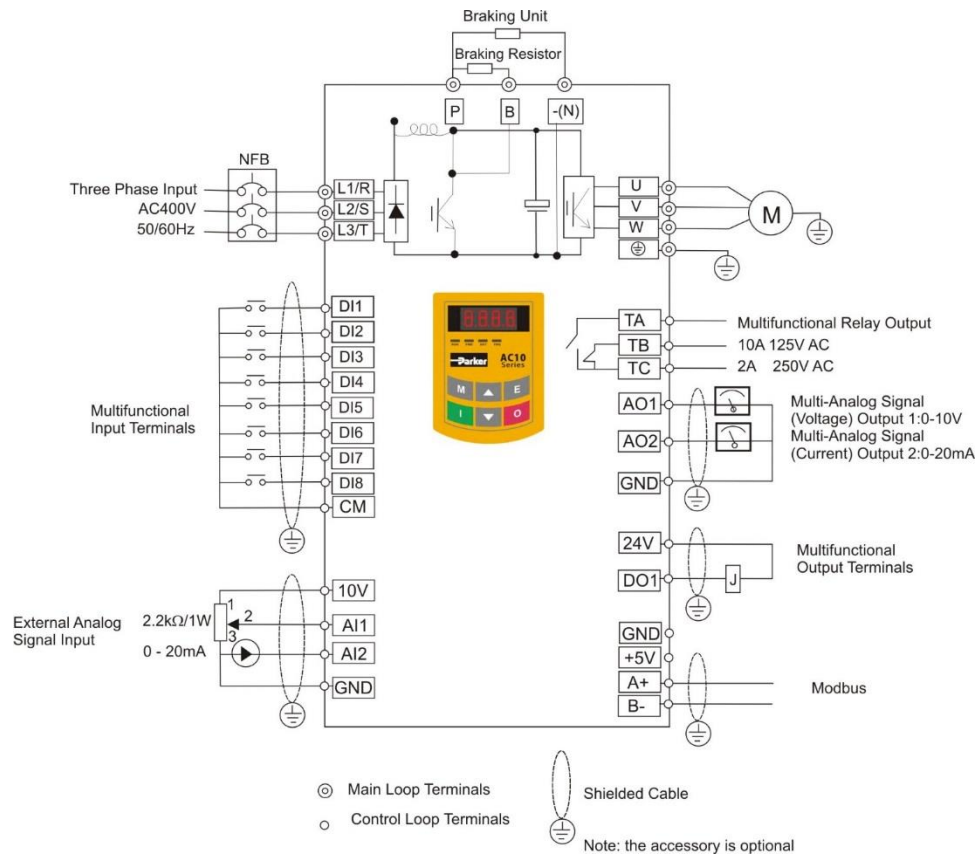 Braking Unit
Braking Resistor
P
B
-(N)
NFB
Three Phase Input
AC400V
50/60Hz
L1/R
L2/S
L3/T
U
V
W
M
DI1
DI2
DI3
DI4
DI5
DI6
DI7
DI8
CM
Multifunctional
Input Terminals
Parker
AC10
Series
M
E
I
O
TA
TB
TC
Multifunctional Relay Output
10A 125V AC
2A 250V AC
AO1
AO2
GND
Multi-Analog Signal
(Voltage) Output 1:0-10V
Multi-Analog Signal
(Current) Output 2:0-20mA
24V
DO1
J
Multifunctional
Output Terminals
External Analog
Signal Input
2.2kΩ/1W
0 - 20mA
1
2
3
10V
AI1
AI2
GND
GND
+5V
A+
B-
Modbus
Main Loop Terminals
Control Loop Terminals
Shielded Cable
Note: the accessory is optional